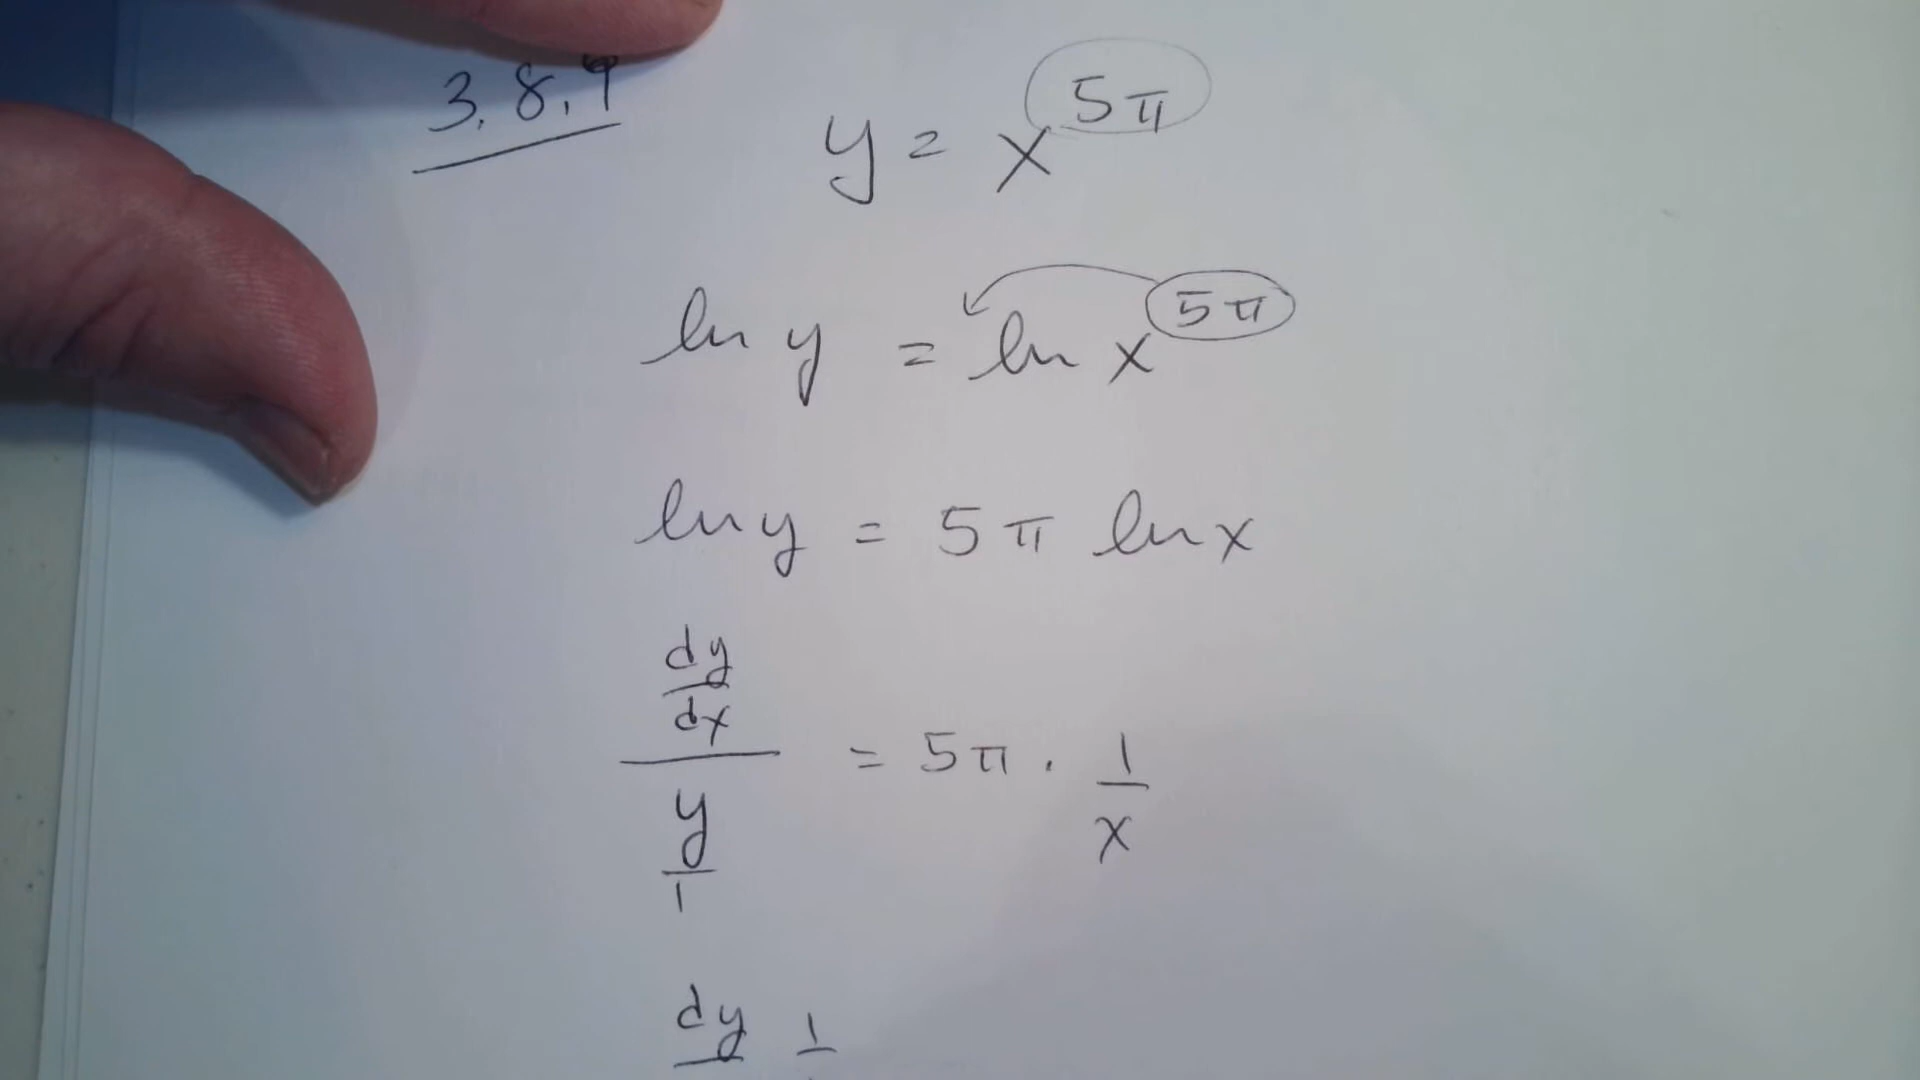 3.8.9
y = x^5π
ln y = ln x^5π
ln y = 5π ln x
dy
dx
y
1
= 5π · 1
x
dy 1